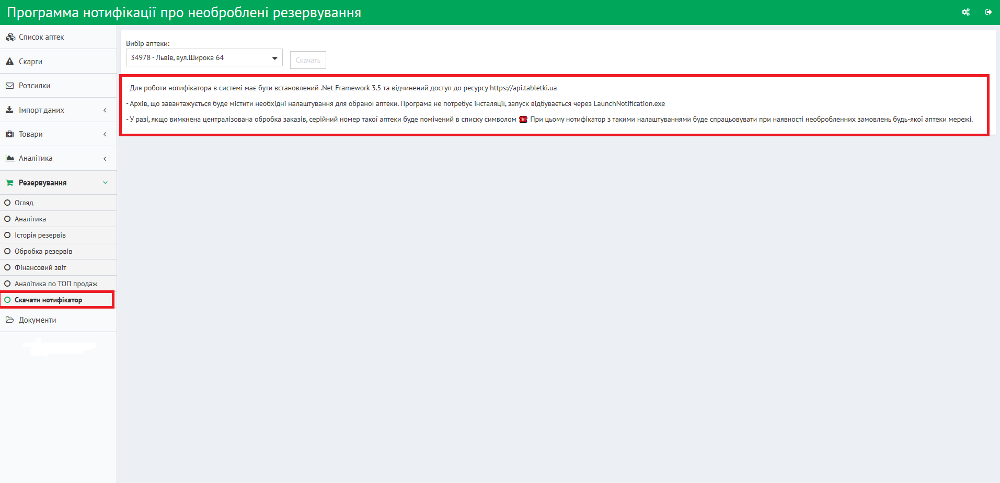 Программа нотифікації про необроблені резервування
Список аптек
Скарги
Розсилки
Імпорт даних
Товари
Аналітика
Резервування
Огляд
Аналітика
Історія резервів
Обробка резервів
Фінансовий звіт
Аналітика по ТОП продаж
Скачати нотифікатор
Документи
Вибір аптеки:
34978 - Львів, вул.Широка 64
Скачать
- Для роботи нотифікатора в системі має бути встановлений .Net Framework 3.5 та відчинений доступ до ресурсу https://api.tabletki.ua
- Архів, що завантажується буде містити необхідні налаштування для обраної аптеки. Програма не потребує інсталяції, запуск відбувається через LaunchNotification.exe
- У разі, якщо вимкнена централізована обробка заказів, серійний номер такої аптеки буде помічений в списку символом ☎ При цьому нотифікатор з такими налаштуваннями буде спрацьовувати при наявності необробленних замовлень будь-якої аптеки мережі.